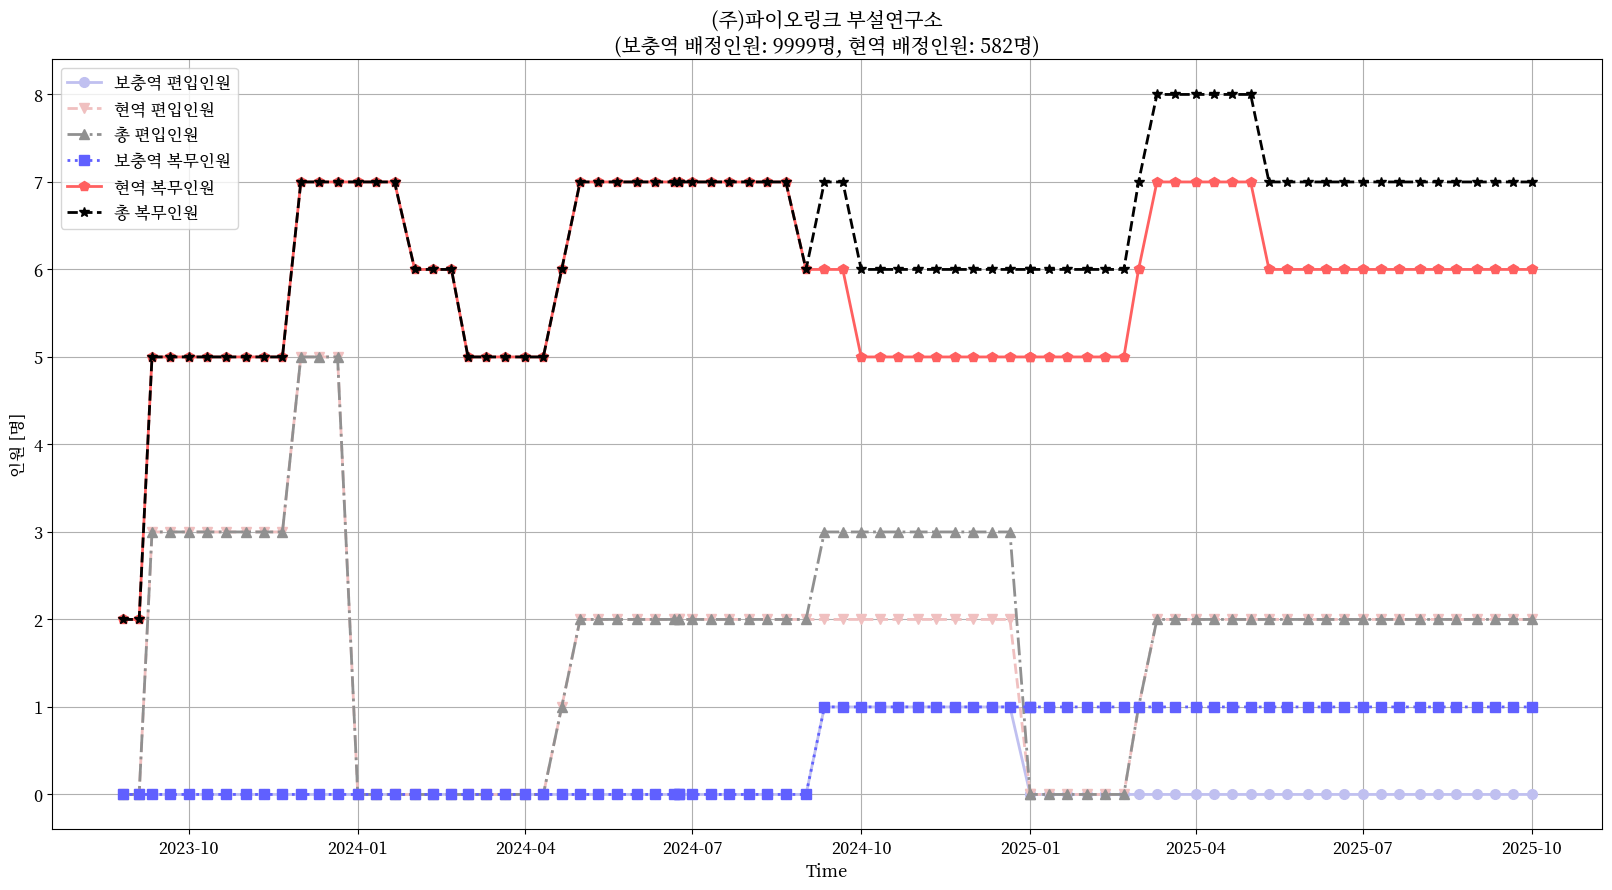 (주)파이오링크 부설연구소
(보충역 배정인원: 9999명, 현역 배정인원: 582명)
보충역 편입인원
현역 편입인원
총 편입인원
보충역 복무인원
현역 복무인원
총 복무인원
인원 [명]
8
7
6
5
4
3
2
1
0
2023-10
2024-01
2024-04
2024-07
2024-10
2025-01
2025-04
2025-07
2025-10
Time